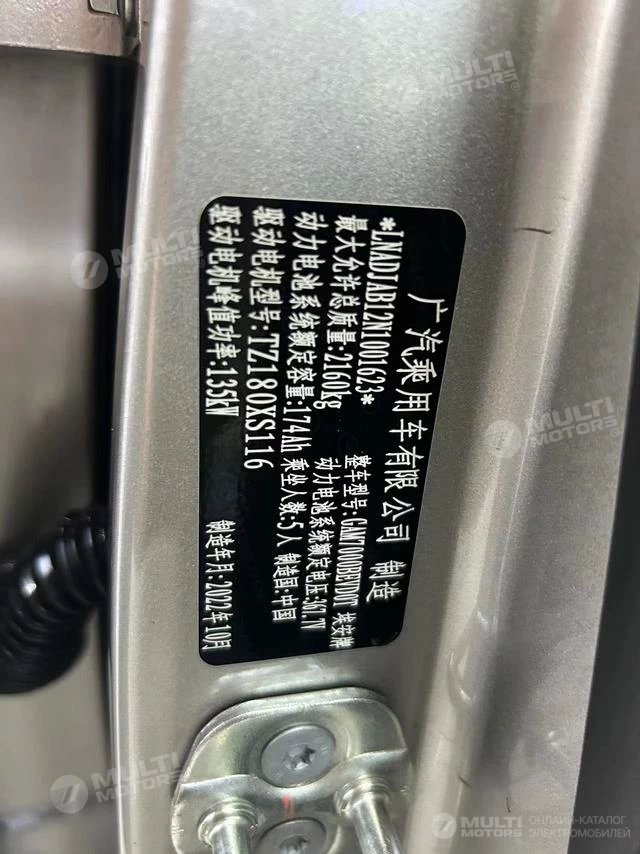 广汽乘用车有限公司 制造
*LNADJAB12N1001623* 整车型号:GAM7000BEVD0T 埃安牌
最大允许总质量:2160kg 动力电池系统额定电压:361.7V
动力电池系统额定容量:174Ah 乘坐人数:5人 制造国:中国
驱动电机型号:TZ180XS116
驱动电机峰值功率:135kW 制造年月:2022年10月
MULTI MOTORS
MULTI MOTORS
MULTI MOTORS
MULTI MOTORS
MULTI MOTORS
ОНЛАЙН-КАТАЛОГ
ЭЛЕКТРОМОБИЛЕЙ